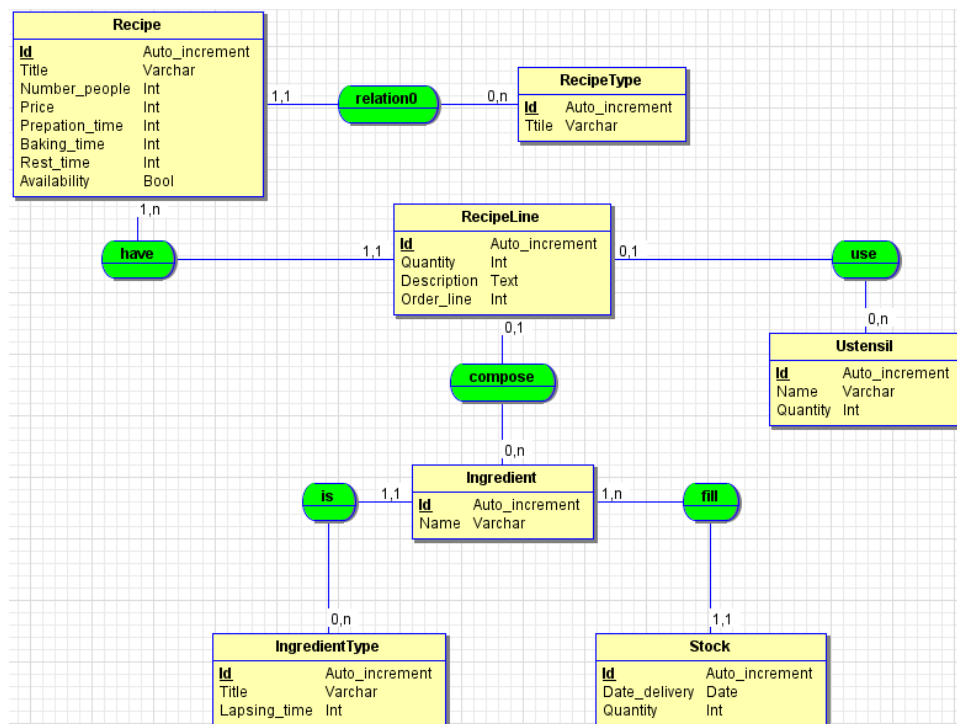 Recipe
Id Auto_increment
Title Varchar
Number_people Int
Price Int
Prepation_time Int
Baking_time Int
Rest_time Int
Availability Bool
1,1
relation0
0,n
RecipeType
Id Auto_increment
Ttile Varchar
1,n
have
1,1
RecipeLine
Id Auto_increment
Quantity Int
Description Text
Order_line Int
0,1
use
0,n
Ustensil
Id Auto_increment
Name Varchar
Quantity Int
0,1
compose
0,n
Ingredient
Id Auto_increment
Name Varchar
1,1
is
0,n
IngredientType
Id Auto_increment
Title Varchar
Lapsing_time Int
1,n
fill
1,1
Stock
Id Auto_increment
Date_delivery Date
Quantity Int